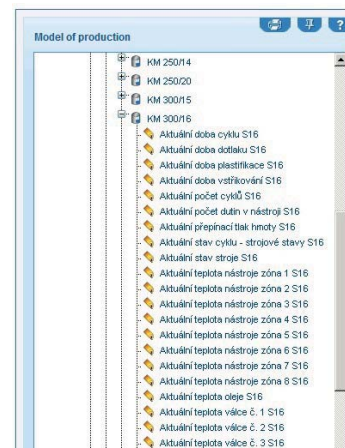 Model of production
?
KM 250/14
KM 250/20
KM 300/15
KM 300/16
Aktuální doba cyklu S16
Aktuální doba dotlaku S16
Aktuální doba plastifikace S16
Aktuální doba vstřikování S16
Aktuální počet cyklů S16
Aktuální počet dutin v nástroji S16
Aktuální přepínací tlak hmoty S16
Aktuální stav cyklu - strojové stavy S16
Aktuální stav stroje S16
Aktuální teplota nástroje zóna 1 S16
Aktuální teplota nástroje zóna 2 S16
Aktuální teplota nástroje zóna 3 S16
Aktuální teplota nástroje zóna 4 S16
Aktuální teplota nástroje zóna 5 S16
Aktuální teplota nástroje zóna 6 S16
Aktuální teplota nástroje zóna 7 S16
Aktuální teplota nástroje zóna 8 S16
Aktuální teplota oleje S16
Aktuální teplota válce č. 1 S16
Aktuální teplota válce č. 2 S16
Aktuální teplota válce č. 3 S16